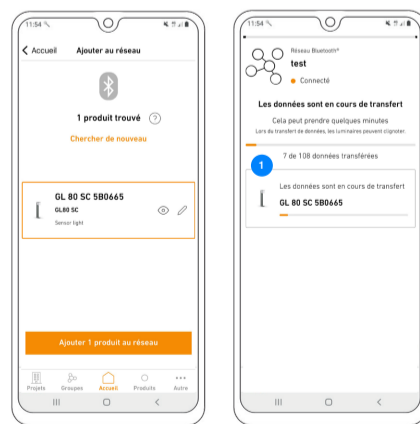 11:54
Accueil
Ajouter au réseau
1 produit trouvé ?
Chercher de nouveau
GL 80 SC 5B0665
GL80 SC
Sensor light
Ajouter 1 produit au réseau
Projets Groupes Accueil Produits Autre
11:54
Réseau Bluetooth®
test
Connecté
Les données sont en cours de transfert
Cela peut prendre quelques minutes
Lors du transfert de données, les luminaires peuvent clignoter.
7 de 108 données transférées
1
Les données sont en cours de transfert
GL 80 SC 5B0665